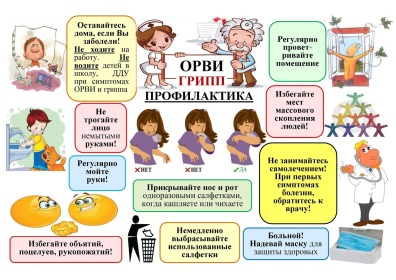 Оставайтесь
дома, если Вы
заболели!
Не ходите на
работу. Не
водите детей в
школу, ДДУ
при симптомах
ОРВИ и гриппа
ОРВИ
ГРИПП
ПРОФИЛАКТИКА
Регулярно
провет-
ривайте
помещение
Не
трогайте
лицо
немытыми
руками!
Избегайте
мест
массового
скопления
людей!
×НЕТ
×НЕТ
✓ДА
Регулярно
мойте
руки!
Прикрывайте нос и рот
одноразовыми салфетками,
когда кашляете или чихаете
Не занимайтесь
самолечением!
При первых
симптомах
болезни,
обратитесь к
врачу!
Избегайте объятий,
поцелуев, рукопожатий!
Немедленно
выбрасывайте
использованные
салфетки
Больной!
Надевай маску для
защиты здоровых